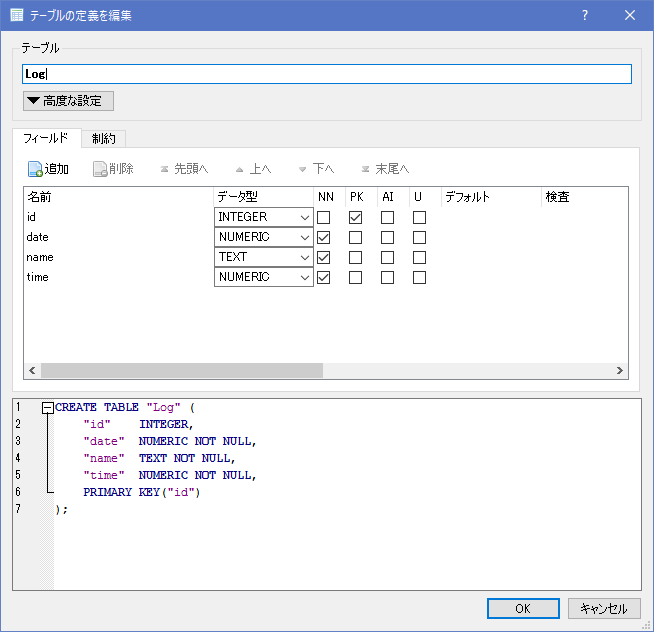 テーブルの定義を編集 ?
テーブル
Log
高度な設定
フィールド 制約
追加 削除 先頭へ 上へ 下へ 末尾へ
名前 データ型 NN PK AI U デフォルト 検査
id INTEGER
date NUMERIC
name TEXT
time NUMERIC
1 CREATE TABLE "Log" (
2 "id" INTEGER,
3 "date" NUMERIC NOT NULL,
4 "name" TEXT NOT NULL,
5 "time" NUMERIC NOT NULL,
6 PRIMARY KEY("id")
7 );
OK キャンセル